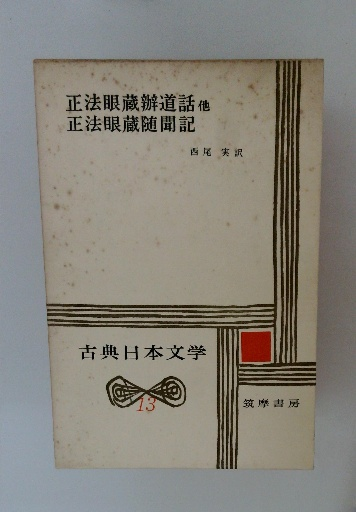 正法眼蔵辦道話 他
正法眼蔵随聞記
西尾 実 訳
古典日本文学
13
筑摩書房